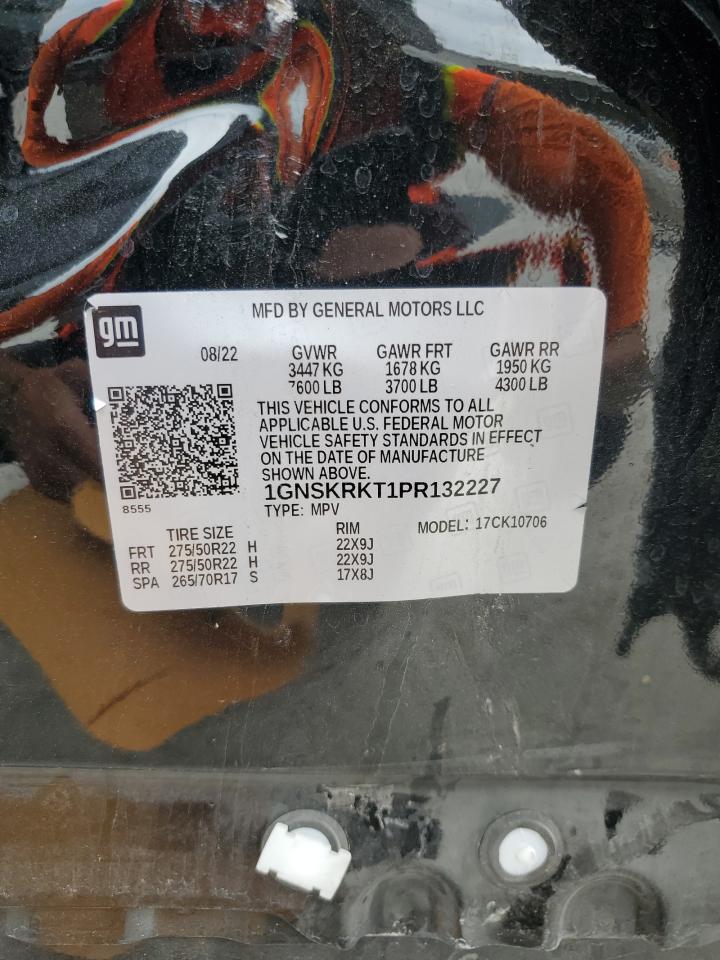 gm
MFD BY GENERAL MOTORS LLC
08/22 GVWR GAWR FRT GAWR RR
3447 KG 1678 KG 1950 KG
7600 LB 3700 LB 4300 LB
THIS VEHICLE CONFORMS TO ALL
APPLICABLE U.S. FEDERAL MOTOR
VEHICLE SAFETY STANDARDS IN EFFECT
ON THE DATE OF MANUFACTURE
SHOWN ABOVE.
1GNSKRKT1PR132227
8555
TYPE: MPV MODEL: 17CK10706
TIRE SIZE RIM
FRT 275/50R22 H 22X9J
RR 275/50R22 H 22X9J
SPA 265/70R17 S 17X8J